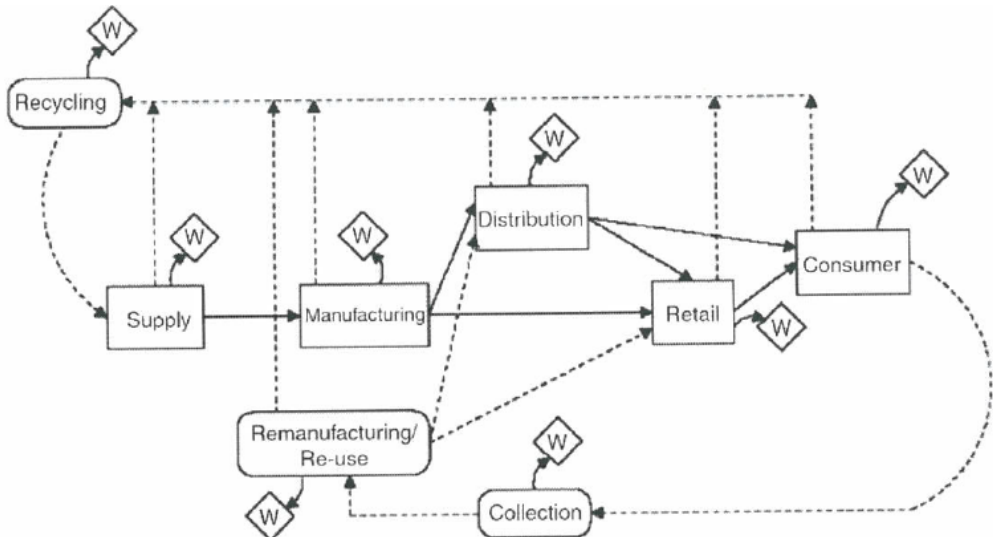 W
Recycling
W
Distribution
W
W
W
Consumer
Supply
Manufacturing
Retail
W
Remanufacturing/
Re-use
W
W
Collection